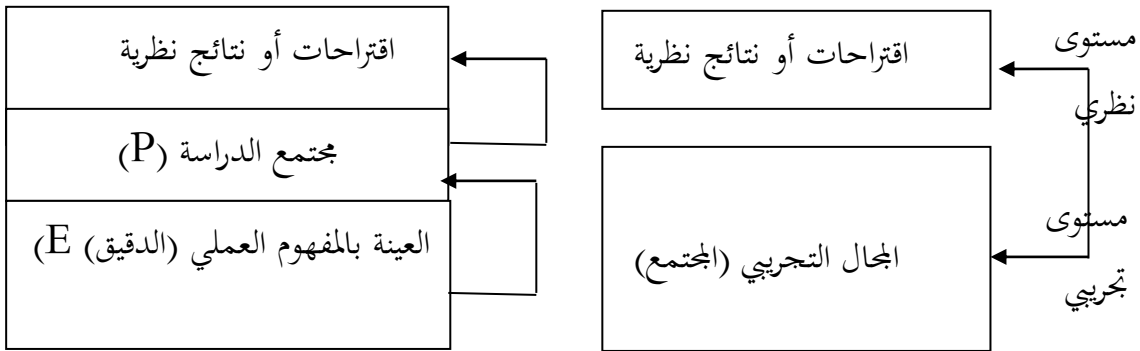 مستوى
نظري
اقتراحات أو نتائج نظرية
مستوى
تجريبي
المجال التجريبي (المجتمع)
اقتراحات أو نتائج نظرية
مجتمع الدراسة (P)
العينة بالمفهوم العملي (الدقيق) E)